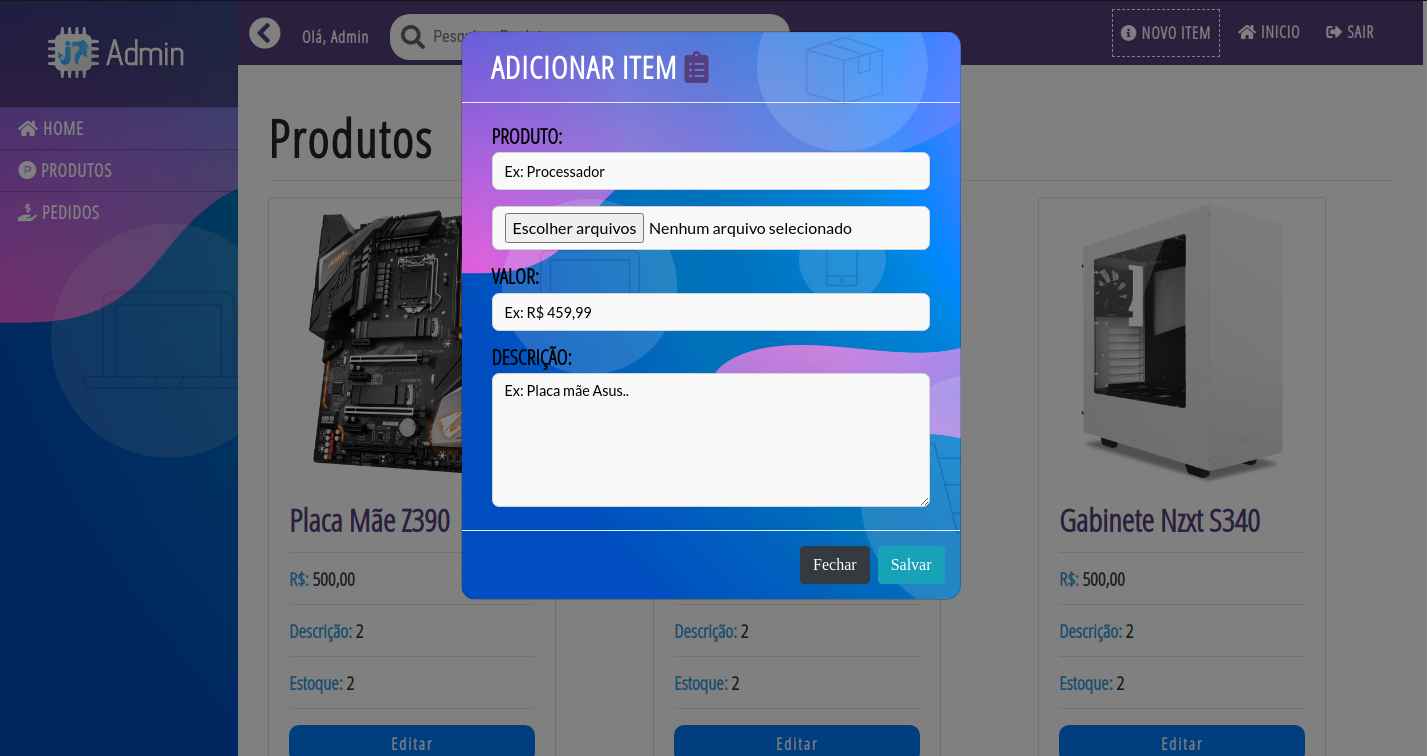 Admin
Olá, Admin
NOVO ITEM
INICIO
SAIR
HOME
PRODUTOS
PEDIDOS
Produtos
ADICIONAR ITEM
PRODUTO:
Ex: Processador
Escolher arquivos Nenhum arquivo selecionado
VALOR:
Ex: R$ 459,99
DESCRIÇÃO:
Ex: Placa mãe Asus..
Fechar
Salvar
Placa Mãe Z390
R$: 500,00
Descrição: 2
Estoque: 2
Editar
Descrição: 2
Estoque: 2
Editar
Gabinete Nzxt S340
R$: 500,00
Descrição: 2
Estoque: 2
Editar